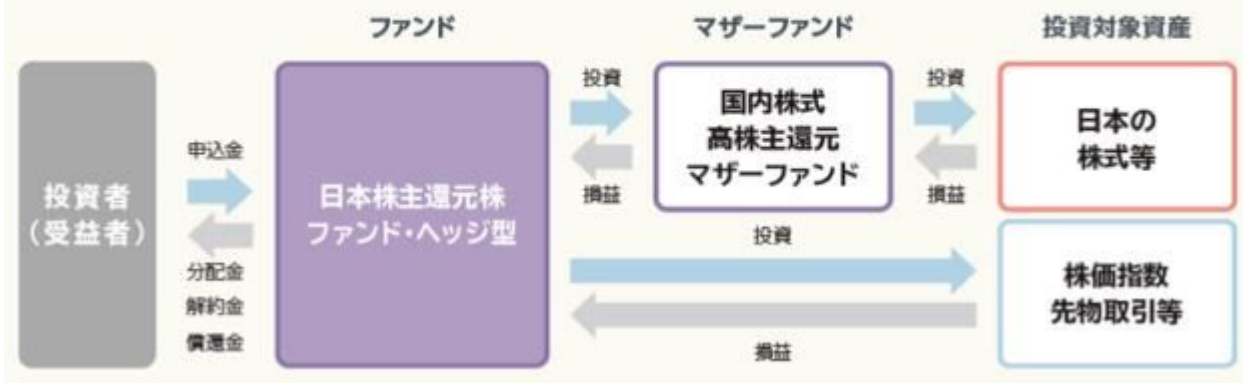 ファンド
マザーファンド
投資対象資産
投資者
（受益者）
申込金
分配金
解約金
償還金
日本株主還元株
ファンド・ヘッジ型
投資
損益
国内株式
高株主還元
マザーファンド
投資
損益
日本の
株式等
投資
損益
株価指数
先物取引等